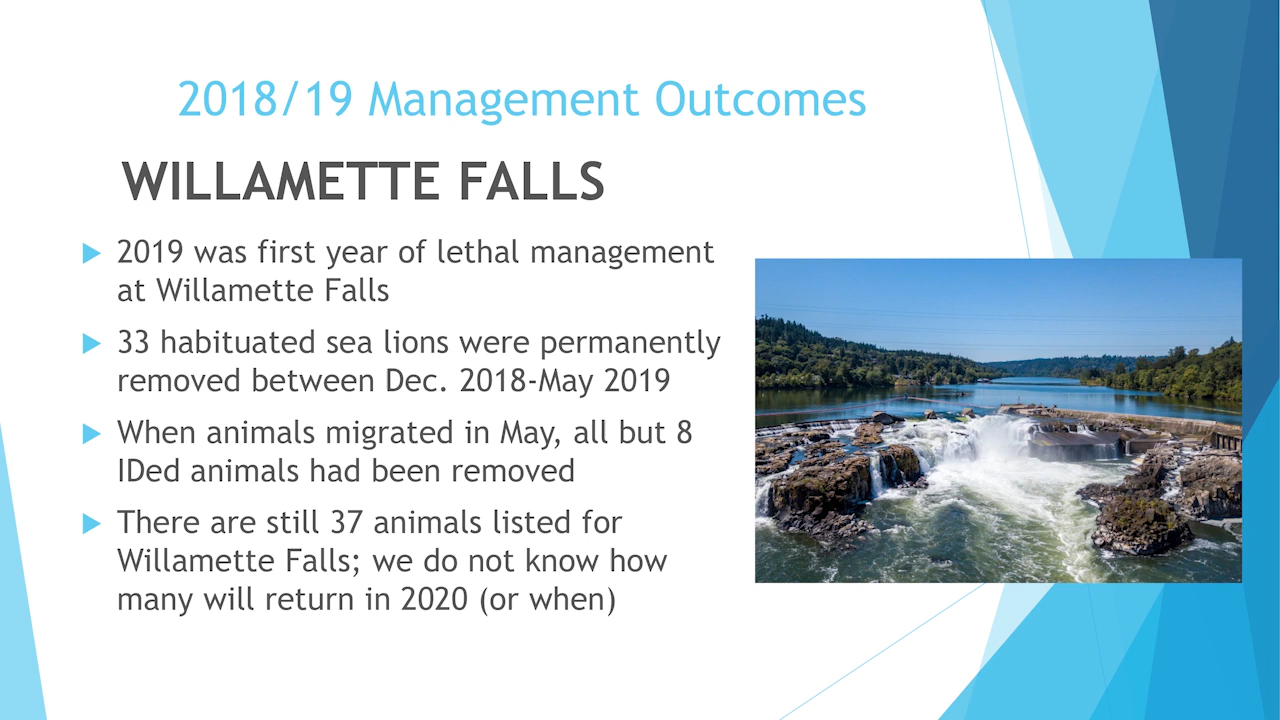 2018/19 Management Outcomes
WILLAMETTE FALLS
2019 was first year of lethal management
at Willamette Falls
33 habituated sea lions were permanently
removed between Dec. 2018-May 2019
When animals migrated in May, all but 8
IDed animals had been removed
There are still 37 animals listed for
Willamette Falls; we do not know how
many will return in 2020 (or when)